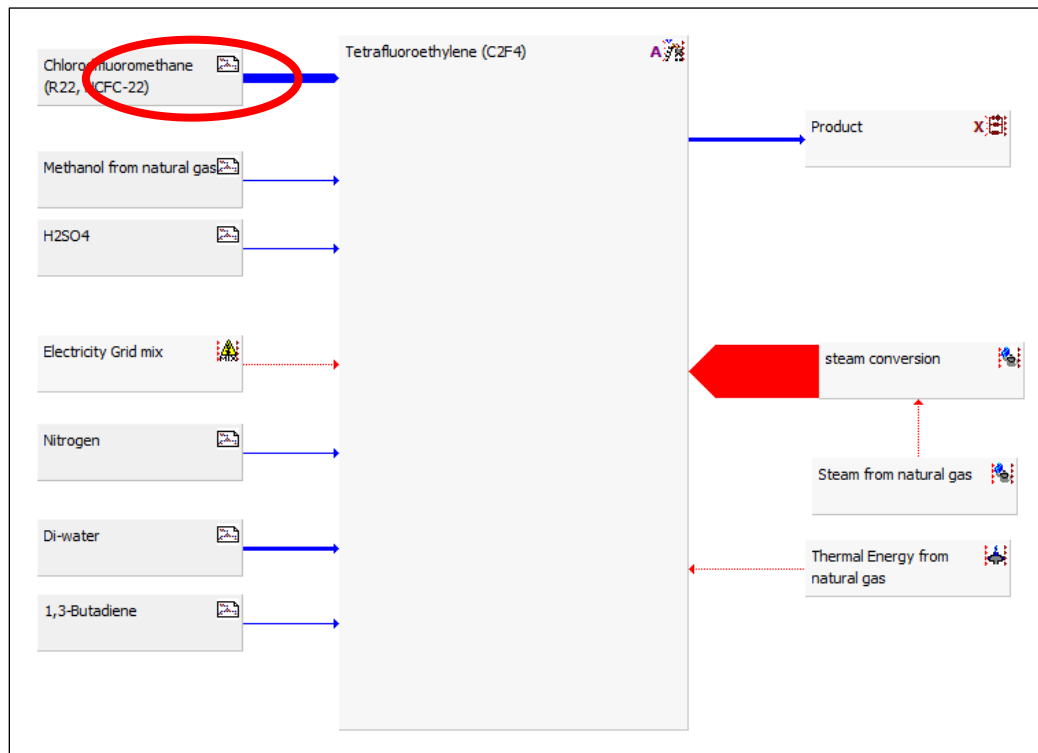 Chlorodifluoromethane
(R22, HCFC-22)
Tetrafluoroethylene (C2F4)
A
Product
X
Methanol from natural gas
H2SO4
Electricity Grid mix
MIX
steam conversion
Nitrogen
Steam from natural gas
Di-water
Thermal Energy from
natural gas
1,3-Butadiene